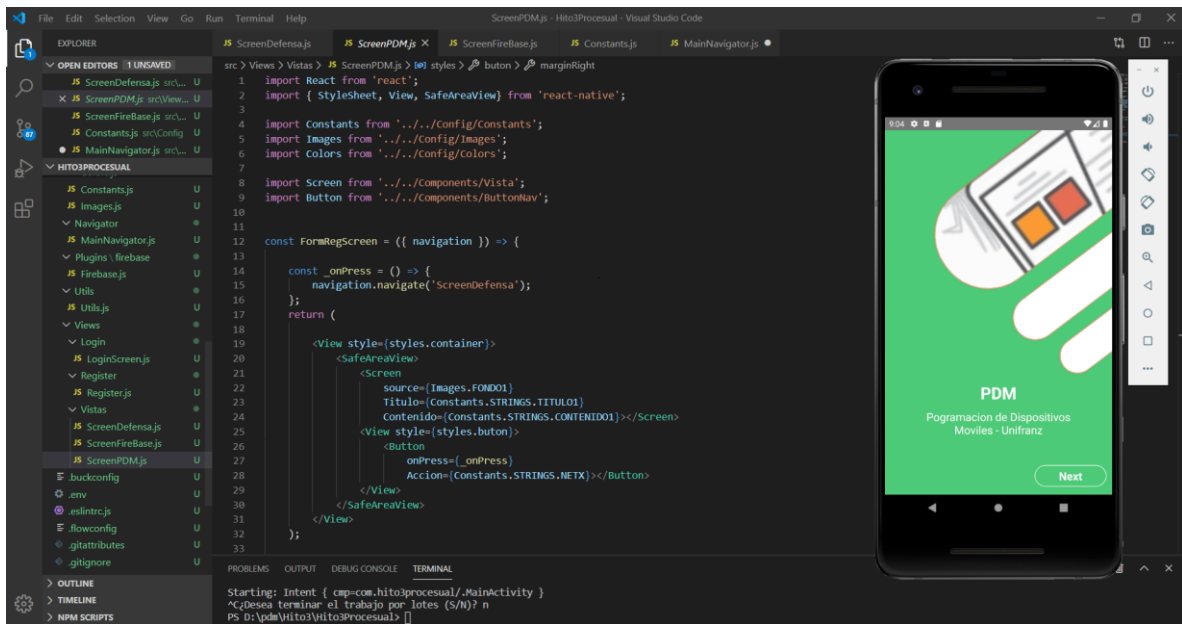 File Edit Selection View Go Run Terminal Help
ScreenPDM.js - Hito3Procesual - Visual Studio Code
EXPLORER
OPEN EDITORS 1 UNSAVED
JS ScreenDefensa.js src\... U
JS ScreenPDM.js src\View... U
JS ScreenFireBase.js src\... U
JS Constants.js src\Config U
JS MainNavigator.js src\... U
HITO3PROCESUAL
JS Constants.js U
JS Images.js U
Navigator
JS MainNavigator.js U
Plugins \ firebase
JS Firebase.js U
Utils
JS Utils.js U
Views
Login
JS LoginScreen.js U
Register
JS Register.js U
Vistas
JS ScreenDefensa.js U
JS ScreenFireBase.js U
JS ScreenPDM.js U
.buckconfig U
.env U
.eslintrc.js U
.flowconfig U
.gitattributes U
.gitignore U
OUTLINE
TIMELINE
NPM SCRIPTS
1
87
JS ScreenDefensa.js JS ScreenPDM.js JS ScreenFireBase.js JS Constants.js JS MainNavigator.js
src > Views > Vistas > JS ScreenPDM.js > styles > buton > marginRight
1 import React from 'react';
2 import { StyleSheet, View, SafeAreaView} from 'react-native';
3
4 import Constants from '../../Config/Constants';
5 import Images from '../../Config/Images';
6 import Colors from '../../Config/Colors';
7
8 import Screen from '../../Components/Vista';
9 import Button from '../../Components/ButtonNav';
10
11
12 const FormRegScreen = ({ navigation }) => {
13
14 const _onPress = () => {
15 navigation.navigate('ScreenDefensa');
16 };
17 return (
18
19 <View style={styles.container}>
20 <SafeAreaView>
21 <Screen
22 source={Images.FONDO1}
23 Titulo={Constants.STRINGS.TITULO1}
24 Contenido={Constants.STRINGS.CONTENIDO1}></Screen>
25 <View style={styles.buton}>
26 <Button
27 onPress={_onPress}
28 Accion={Constants.STRINGS.NETX}></Button>
29 </View>
30 </SafeAreaView>
31 </View>
32 );
33
PROBLEMS OUTPUT DEBUG CONSOLE TERMINAL
Starting: Intent { cmp=com.hito3procesual/.MainActivity }
^C¿Desea terminar el trabajo por lotes (S/N)? n
PS D:\pdm\Hito3\Hito3Procesual>
9:04
PDM
Pogramacion de Dispositivos
Moviles - Unifranz
Next